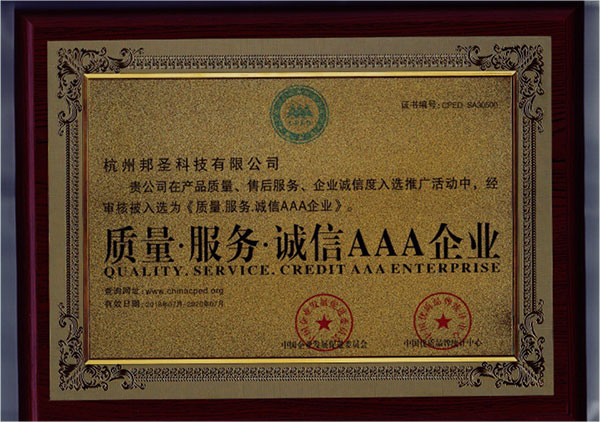 证书编号：CPED-SA30500
杭州邦圣科技有限公司
贵公司在产品质量、售后服务、企业诚信度入选推广活动中，经
审核被入选为《质量.服务.诚信AAA企业》。
质量·服务·诚信AAA企业
QUALITY. SERVICE. CREDIT AAA ENTERPRISE
查询网址：www.chinacped.org
有效日期：2018年07月-2020年07月
中国企业发展促进委员会
中国优质品牌统计中心